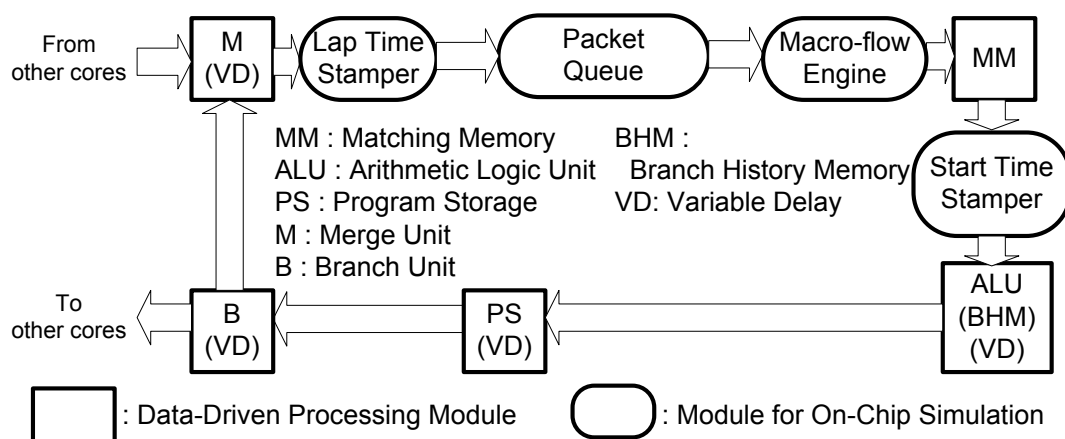 From
other cores
M
(VD)
Lap Time
Stamper
Packet
Queue
Macro-flow
Engine
MM
MM : Matching Memory
ALU : Arithmetic Logic Unit
PS : Program Storage
M : Merge Unit
B : Branch Unit
BHM :
Branch History Memory
VD: Variable Delay
Start Time
Stamper
To
other cores
B
(VD)
PS
(VD)
ALU
(BHM)
(VD)
: Data-Driven Processing Module
: Module for On-Chip Simulation